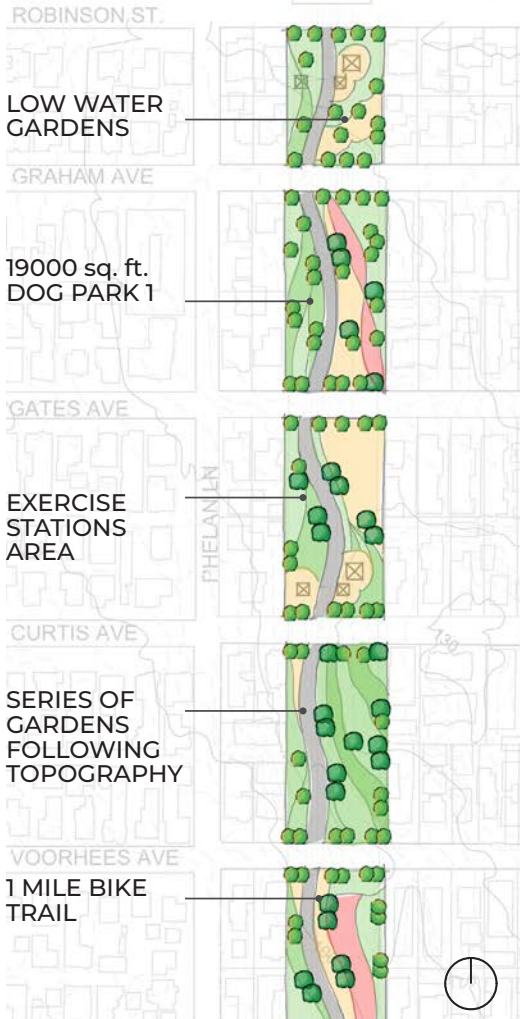 ROBINSON ST.
LOW WATER
GARDENS
GRAHAM AVE
19000 sq. ft.
DOG PARK 1
GATES AVE
PHELAN LN
EXERCISE
STATIONS
AREA
CURTIS AVE
130
SERIES OF
GARDENS
FOLLOWING
TOPOGRAPHY
VOORHEES AVE
1 MILE BIKE
TRAIL